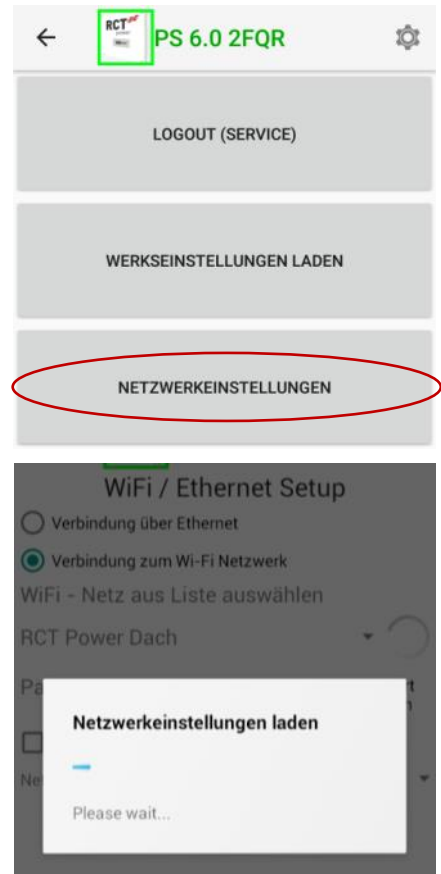 RCT
PS 6.0 2FQR
LOGOUT (SERVICE)
WERKSEINSTELLUNGEN LADEN
NETZWERKEINSTELLUNGEN
WiFi / Ethernet Setup
Verbindung über Ethernet
Verbindung zum Wi-Fi Netzwerk
WiFi - Netz aus Liste auswählen
RCT Power Dach
Netzwerkeinstellungen laden
Please wait...